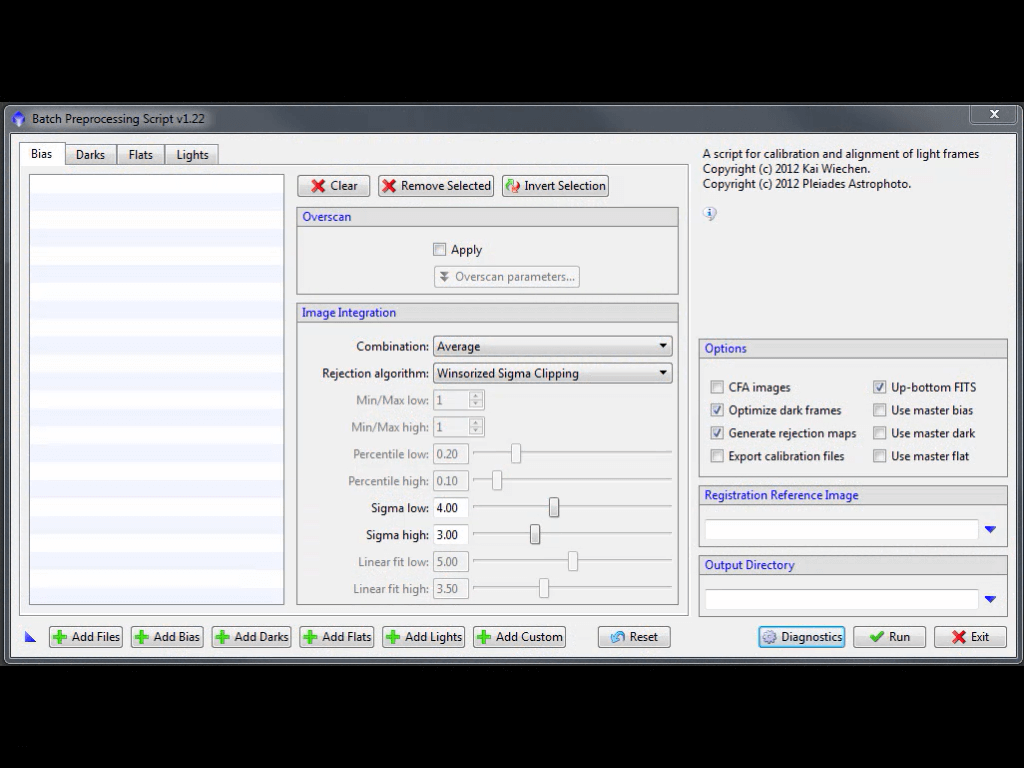 Batch Preprocessing Script v1.22
x
Bias Darks Flats Lights
Clear Remove Selected Invert Selection
Overscan
Apply
Overscan parameters...
Image Integration
Combination: Average
Rejection algorithm: Winsorized Sigma Clipping
Min/Max low: 1
Min/Max high: 1
Percentile low: 0.20
Percentile high: 0.10
Sigma low: 4.00
Sigma high: 3.00
Linear fit low: 5.00
Linear fit high: 3.50
A script for calibration and alignment of light frames
Copyright (c) 2012 Kai Wiechen.
Copyright (c) 2012 Pleiades Astrophoto.
Options
CFA images Up-bottom FITS
Optimize dark frames Use master bias
Generate rejection maps Use master dark
Export calibration files Use master flat
Registration Reference Image
Output Directory
Add Files Add Bias Add Darks Add Flats Add Lights Add Custom Reset Diagnostics Run Exit